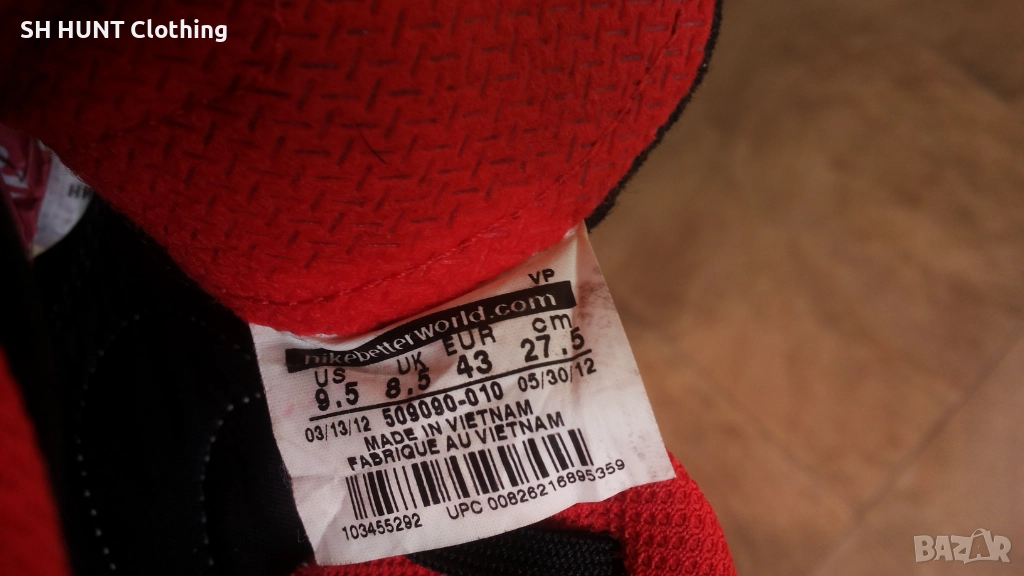 SH HUNT Clothing
VP
nikebetterworld.com
US UK EUR cm
9.5 8.5 43 27.5
03/13/12 509090-010 05/30/12
MADE IN VIETNAM
FABRIQUE AU VIETNAM
103455292 UPC 00826216895359
BAZAR